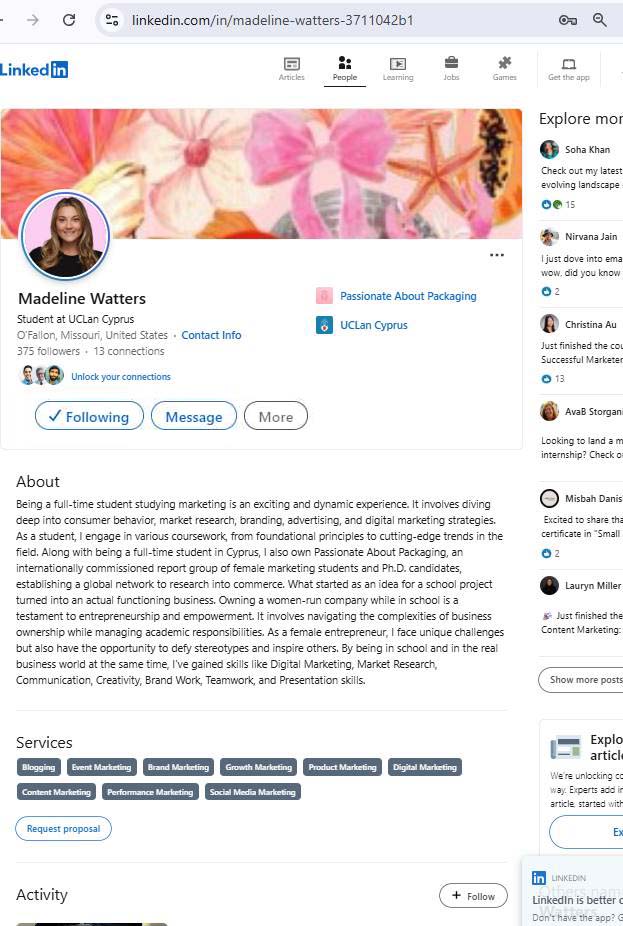 linkedin.com/in/madeline-watters-3711042b1
Linked in
Articles
People
Learning
Jobs
Games
Get the app
Madeline Watters
Student at UCLan Cyprus
O'Fallon, Missouri, United States · Contact Info
375 followers · 13 connections
Unlock your connections
Passionate About Packaging
UCLan Cyprus
Following Message More
About
Being a full-time student studying marketing is an exciting and dynamic experience. It involves diving
deep into consumer behavior, market research, branding, advertising, and digital marketing strategies.
As a student, I engage in various coursework, from foundational principles to cutting-edge trends in the
field. Along with being a full-time student in Cyprus, I also own Passionate About Packaging, an
internationally commissioned report group of female marketing students and Ph.D. candidates,
establishing a global network to research into commerce. What started as an idea for a school project
turned into an actual functioning business. Owning a women-run company while in school is a
testament to entrepreneurship and empowerment. It involves navigating the complexities of business
ownership while managing academic responsibilities. As a female entrepreneur, I face unique challenges
but also have the opportunity to defy stereotypes and inspire others. By being in school and in the real
business world at the same time, I've gained skills like Digital Marketing, Market Research,
Communication, Creativity, Brand Work, Teamwork, and Presentation skills.
Services
Blogging Event Marketing Brand Marketing Growth Marketing Product Marketing Digital Marketing
Content Marketing Performance Marketing Social Media Marketing
Request proposal
Activity
+ Follow
Explore mor
Soha Khan
Check out my latest
evolving landscape
15
Nirvana Jain
I just dove into ema
wow, did you know
2
Christina Au
Just finished the cou
Successful Marketer
13
AvaB Storgan
Looking to land a m
internship? Check o
Misbah Danis
Excited to share tha
certificate in "Small
2
Lauryn Miller
Just finished the
Content Marketing:
Show more posts
Explo
article
We're unlocking co
way. Experts add in
article, started with
Ex
LINKEDIN
LinkedIn is better o
Don't have the app? G